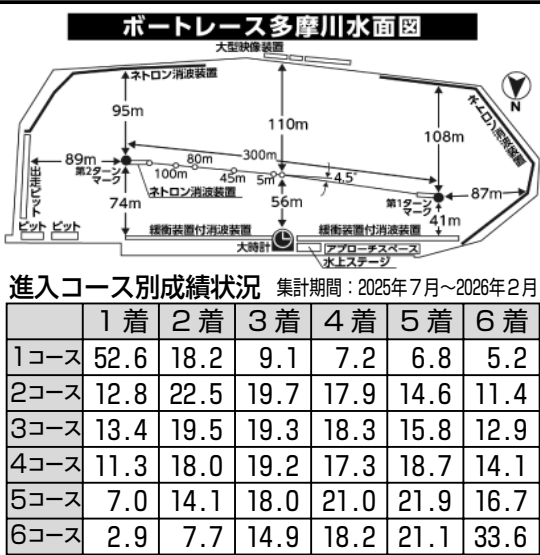 ボートレース多摩川水面図
大型映像装置
ネトロン消波装置
ネトロン消波装置
N
95m
110m
108m
300m
89m
80m
100m
45m
5m
4.5°
87m
第2ターンマーク
ネトロン消波装置
第1ターンマーク
出走ピット
74m
56m
41m
ピット
ピット
緩衝装置付消波装置
緩衝装置付消波装置
大時計
アプローチスペース
水上ステージ
進入コース別成績状況 集計期間:2025年7月~2026年2月
1着 2着 3着 4着 5着 6着
1コース 52.6 18.2 9.1 7.2 6.8 5.2
2コース 12.8 22.5 19.7 17.9 14.6 11.4
3コース 13.4 19.5 19.3 18.3 15.8 12.9
4コース 11.3 18.0 19.2 17.3 18.7 14.1
5コース 7.0 14.1 18.0 21.0 21.9 16.7
6コース 2.9 7.7 14.9 18.2 21.1 33.6